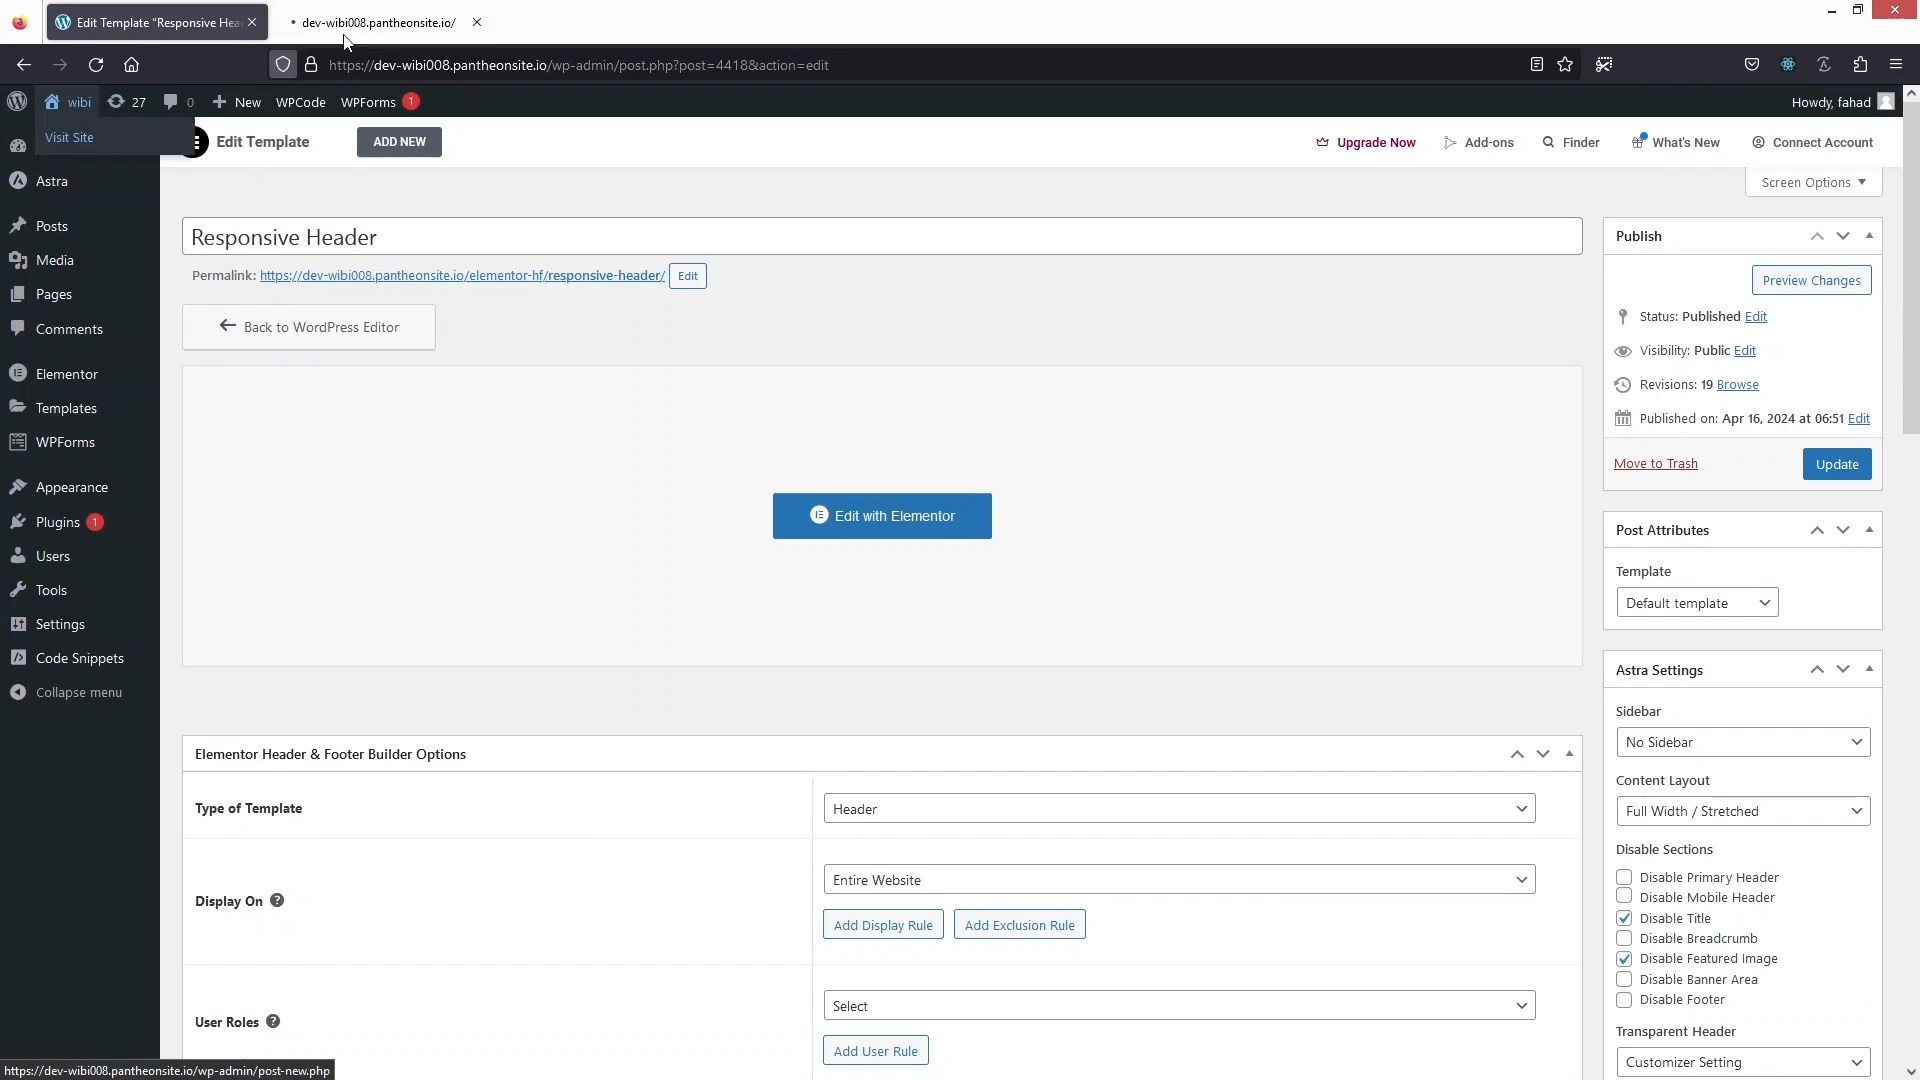 Edit Template "Responsive Hea
dev-wibi008.pantheonsite.io/
https://dev-wibi008.pantheonsite.io/wp-admin/post.php?post=4418&action=edit
wibi
27
0
New
WPCode
WPForms 1
Howdy, fahad
Visit Site
Edit Template
ADD NEW
Upgrade Now
Add-ons
Finder
What's New
Connect Account
Screen Options
Astra
Posts
Media
Pages
Comments
Elementor
Templates
WPForms
Appearance
Plugins 1
Users
Tools
Settings
Code Snippets
Collapse menu
Responsive Header
Permalink: https://dev-wibi008.pantheonsite.io/elementor-hf/responsive-header/ Edit
Back to WordPress Editor
Edit with Elementor
Elementor Header & Footer Builder Options
Type of Template
Header
Display On
Entire Website
Add Display Rule
Add Exclusion Rule
User Roles
Select
Add User Rule
Publish
Preview Changes
Status: Published Edit
Visibility: Public Edit
Revisions: 19 Browse
Published on: Apr 16, 2024 at 06:51 Edit
Move to Trash
Update
Post Attributes
Template
Default template
Astra Settings
Sidebar
No Sidebar
Content Layout
Full Width / Stretched
Disable Sections
Disable Primary Header
Disable Mobile Header
Disable Title
Disable Breadcrumb
Disable Featured Image
Disable Banner Area
Disable Footer
Transparent Header
Customizer Setting
https://dev-wibi008.pantheonsite.io/wp-admin/post-new.php